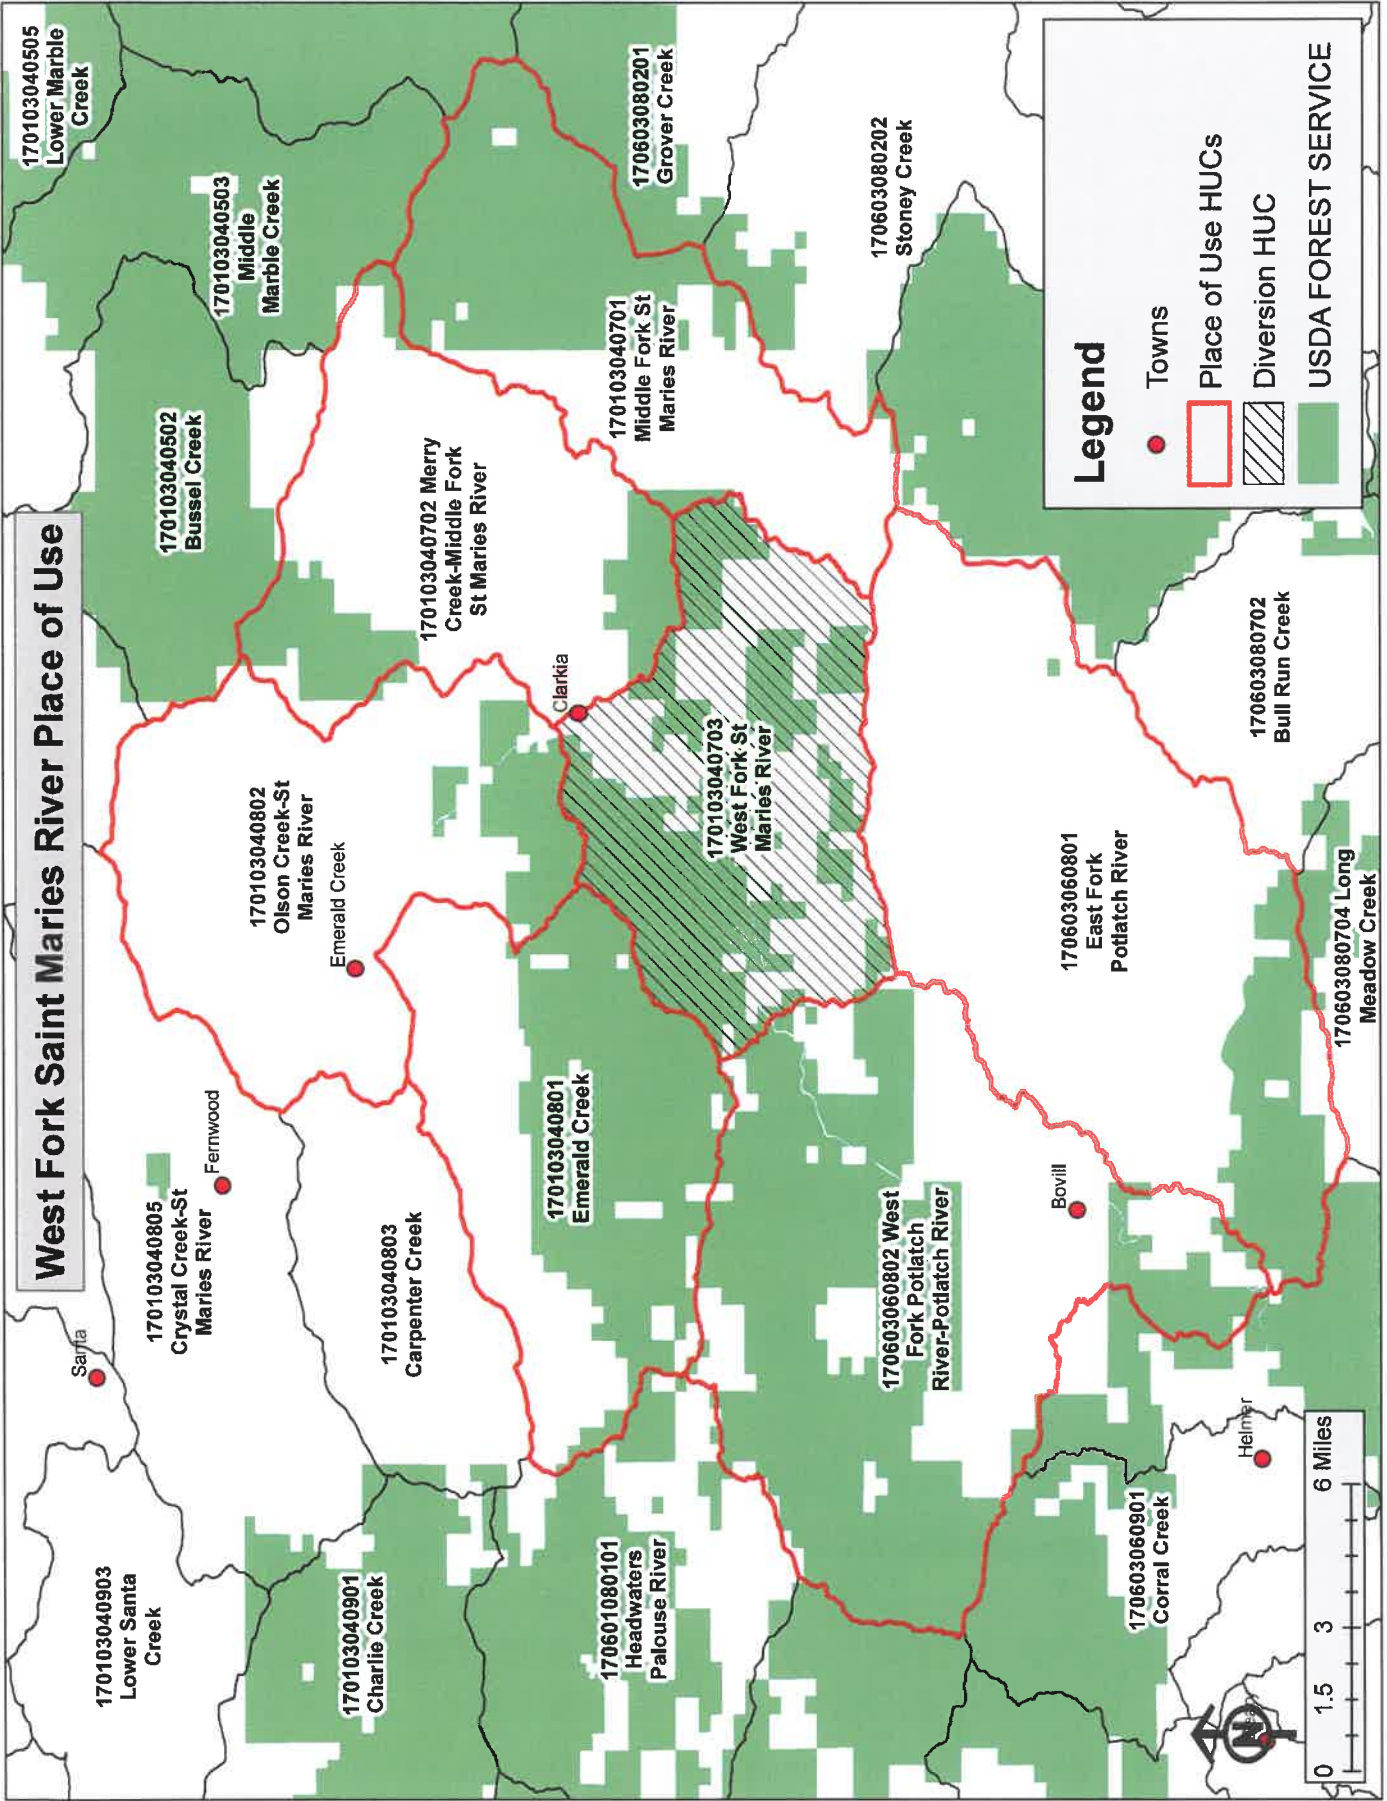 West Fork Saint Maries River Place of Use
170103040903
Lower Santa
Creek
Santa
170103040805
Crystal Creek-St
Maries River
Fernwood
170103040502
Bussel Creek
170103040503
Middle
Marble Creek
170103040505
Lower Marble
Creek
170103040901
Charlie Creek
170103040803
Carpenter Creek
170103040802
Olson Creek-St
Maries River
Emerald Creek
170103040702 Merry
Creek-Middle Fork
St Maries River
170601080101
Headwaters
Palouse River
170103040801
Emerald Creek
Clarkia
170103040701
Middle Fork St
Maries River
170603080201
Grover Creek
170103040703
West Fork St
Maries River
170603060802 West
Fork Potlatch
River-Potlatch River
170603080202
Stoney Creek
170603060901
Corral Creek
Bovill
170603060801
East Fork
Potlatch River
Helmer
170603080702
Bull Run Creek
170603080704 Long
Meadow Creek
Legend
Towns
Place of Use HUCs
Diversion HUC
USDA FOREST SERVICE
N
0 1.5 3 6 Miles